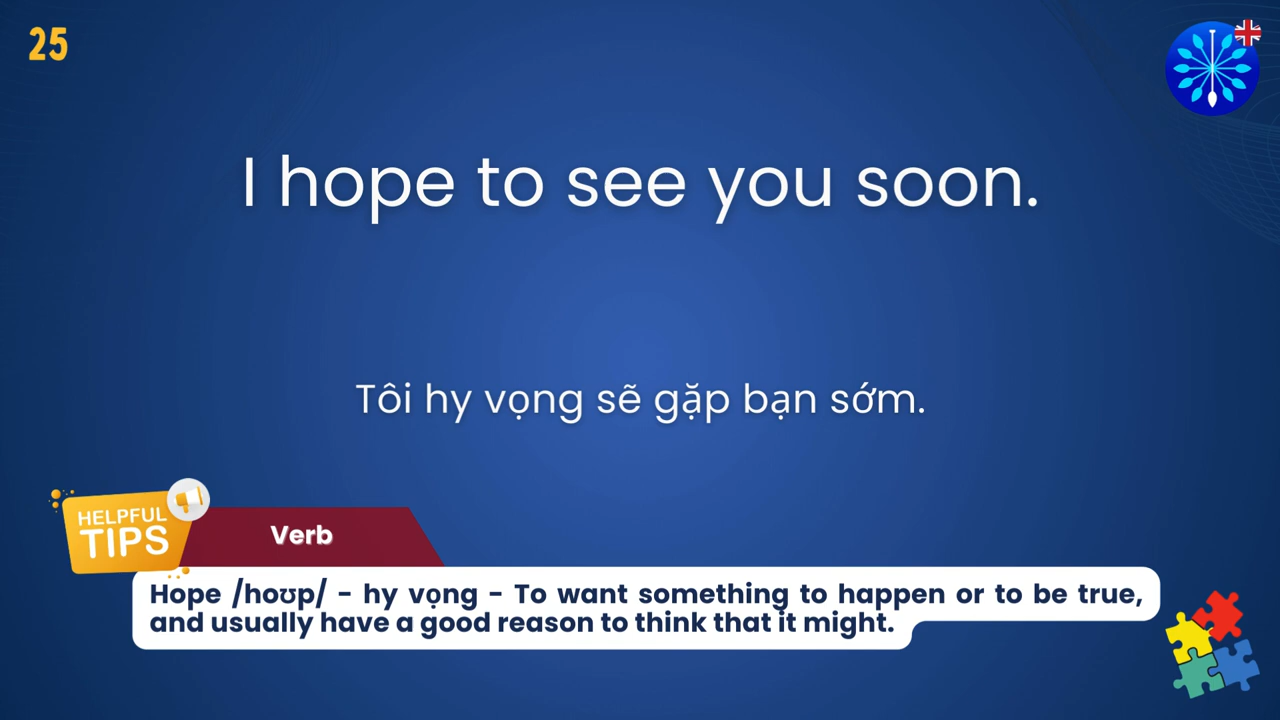 25
I hope to see you soon.
Tôi hy vọng sẽ gặp bạn sớm.
HELPFUL
TIPS
Verb
Hope /hoʊp/ - hy vọng - To want something to happen or to be true,
and usually have a good reason to think that it might.